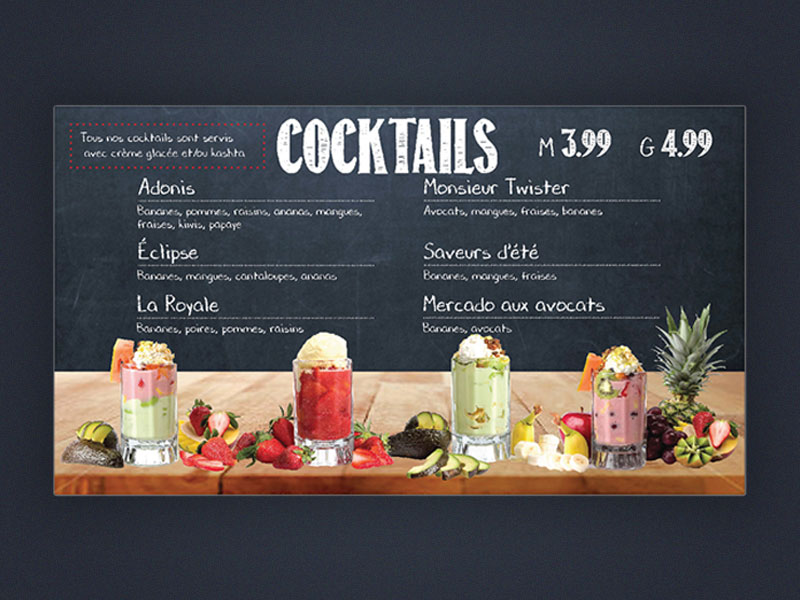 Tous nos cocktails sont servis
avec crème glacée et/ou kashta
COCKTAILS
M 3.99 G 4.99
Adonis
Bananes, pommes, raisins, ananas, mangues,
fraises, kiwis, papaye
Éclipse
Bananes, mangues, cantaloupes, ananas
La Royale
Bananes, poires, pommes, raisins
Monsieur Twister
Avocats, mangues, fraises, bananes
Saveurs d'été
Bananes, mangues, fraises
Mercado aux avocats
Bananes, avocats